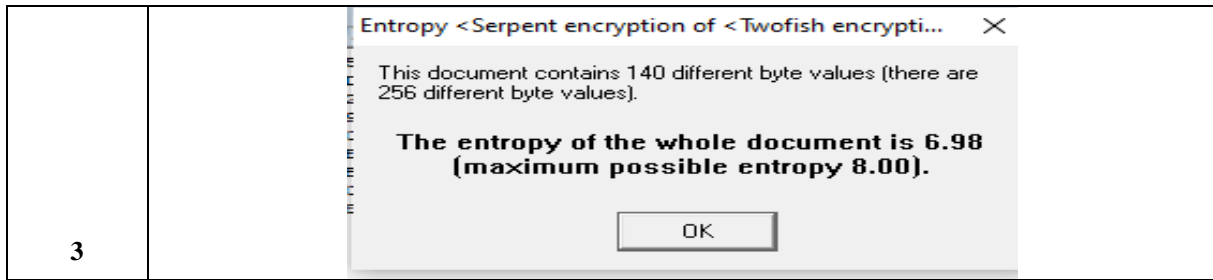 Entropy <Serpent encryption of <Twofish encrypti...
This document contains 140 different byte values (there are
256 different byte values).
The entropy of the whole document is 6.98
(maximum possible entropy 8.00).
OK
3